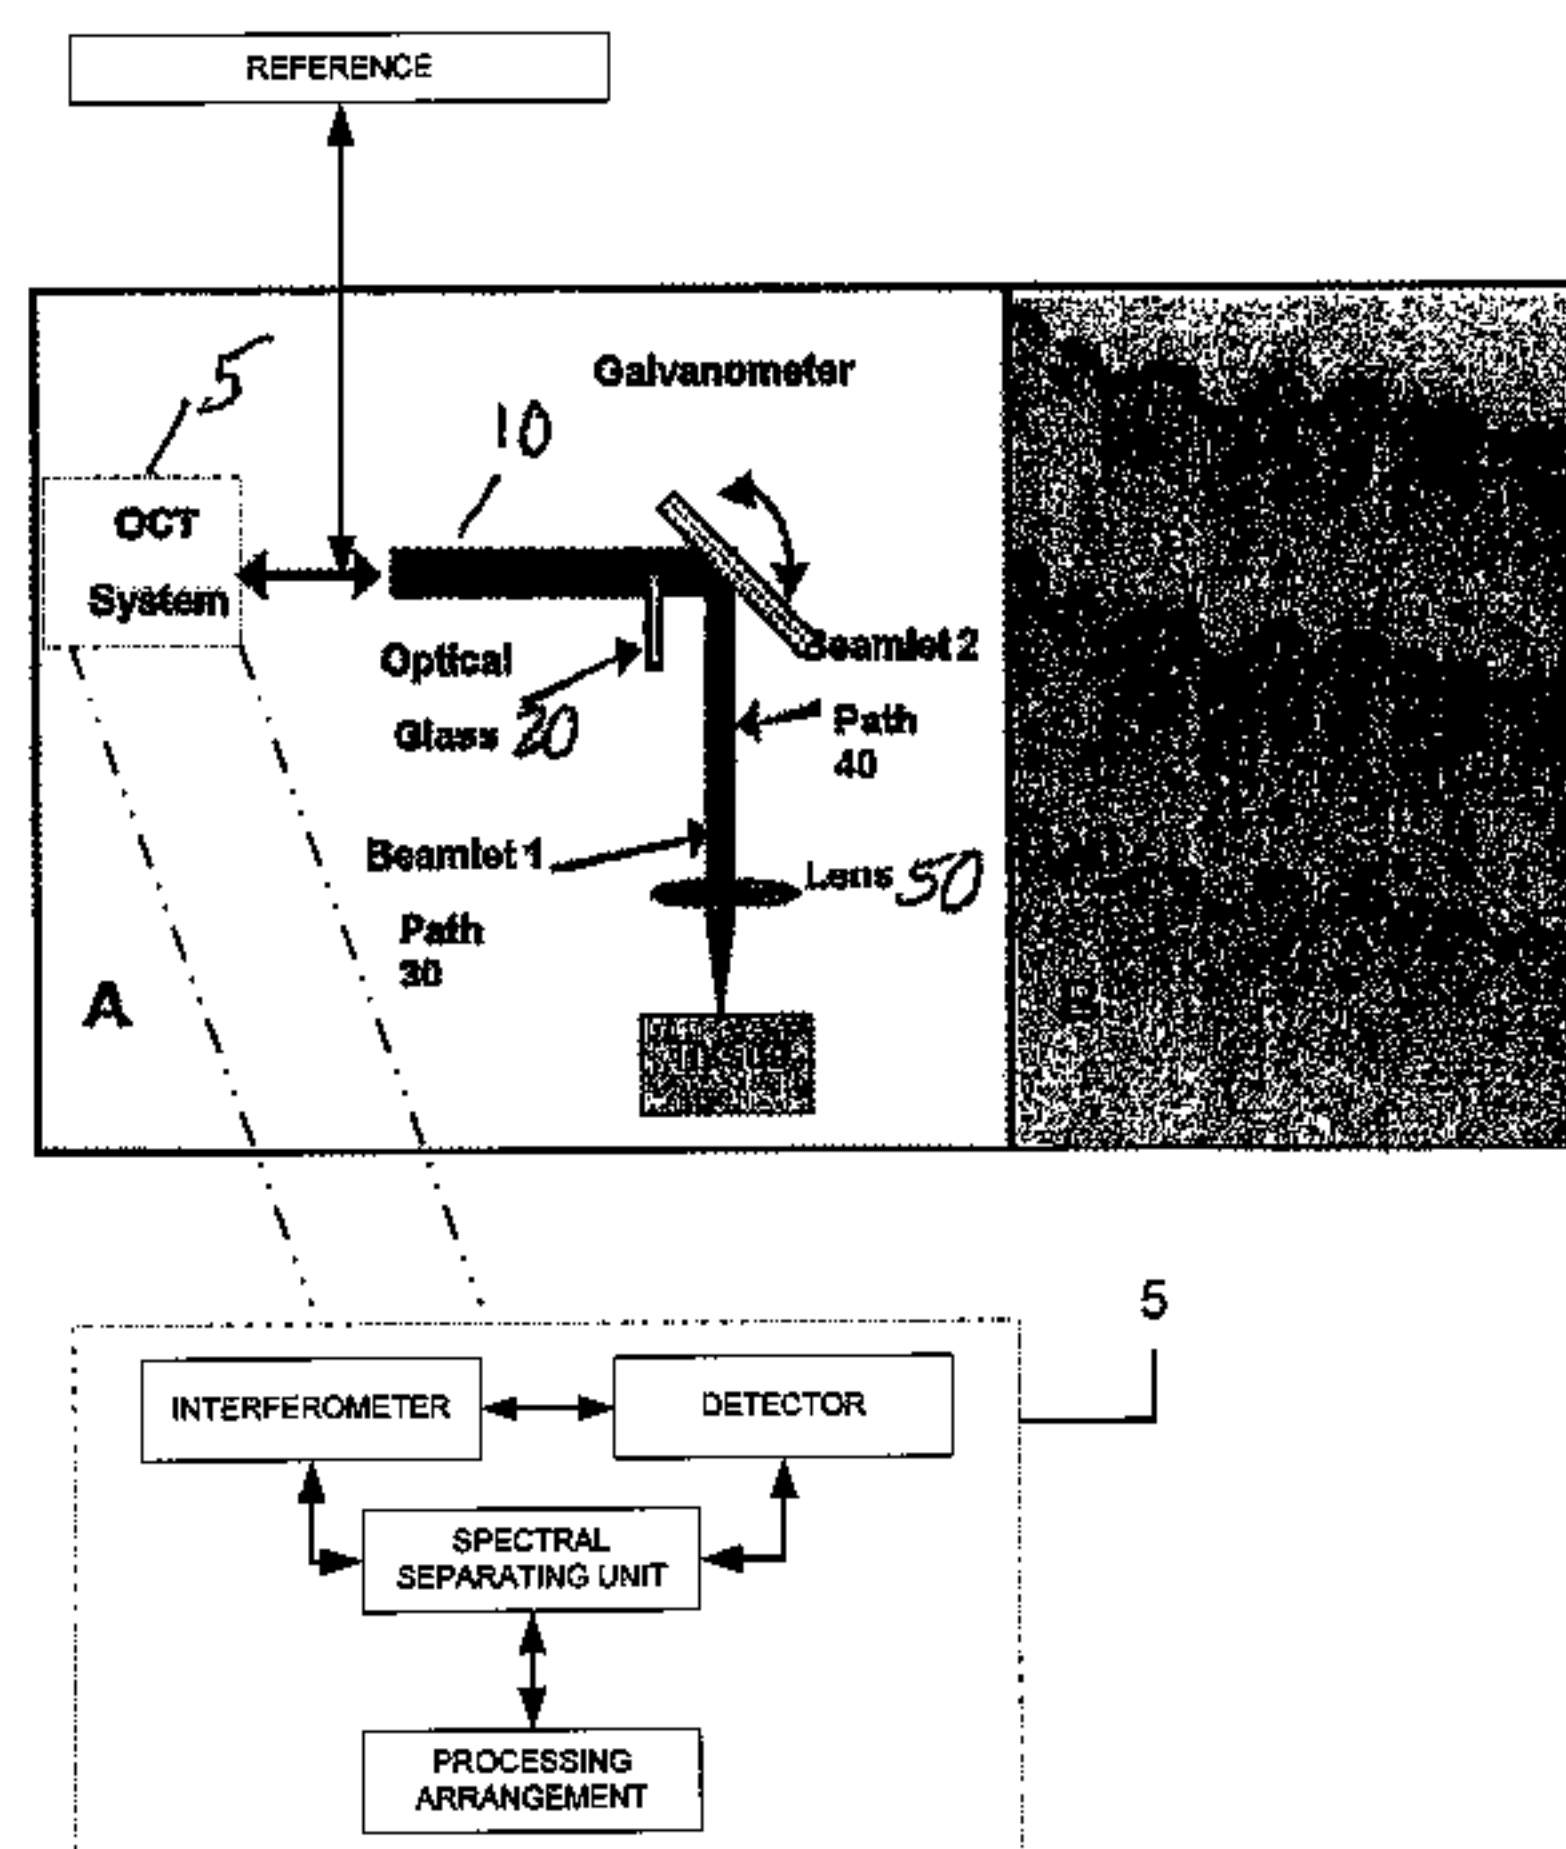 REFERENCE
5
Galvanometer
10
OCT
System
Optical
Glass 20
Beamlet 2
Path
40
Beamlet 1
Lens 50
Path
30
A
5
INTERFEROMETER
DETECTOR
SPECTRAL
SEPARATING UNIT
PROCESSING
ARRANGEMENT